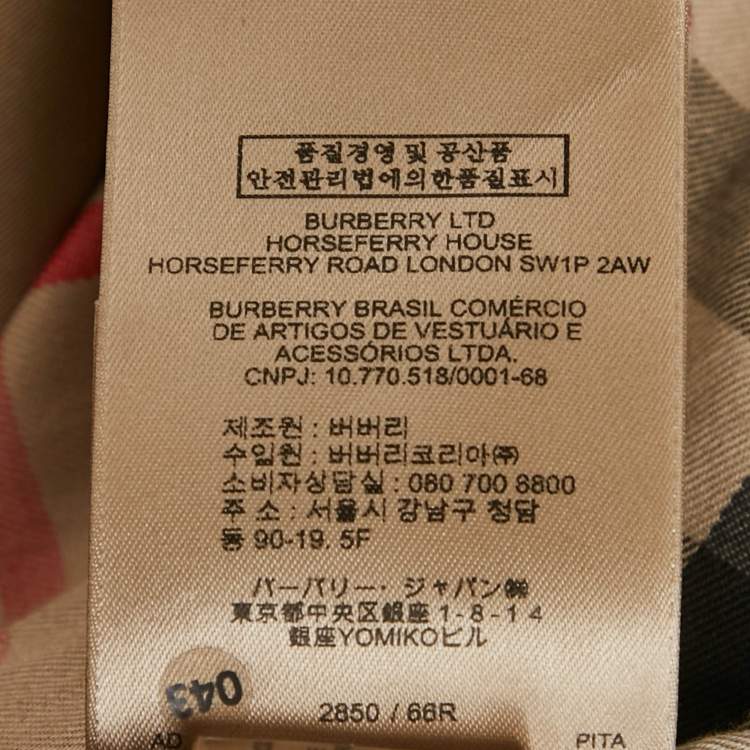 품질경영 및 공산품
안전관리법에의한품질표시
BURBERRY LTD
HORSEFERRY HOUSE
HORSEFERRY ROAD LONDON SW1P 2AW
BURBERRY BRASIL COMÉRCIO
DE ARTIGOS DE VESTUÁRIO E
ACESSÓRIOS LTDA.
CNPJ: 10.770.518/0001-68
제조원 : 버버리
수입원 : 버버리코리아㈜
소비자상담실 : 080 700 8800
주 소 : 서울시 강남구 청담
동 90-19. 5F
バーバリー・ジャパン㈱
東京都中央区銀座 1-8-14
銀座YOMIKOビル
043
2850 / 66R
AD
PITA